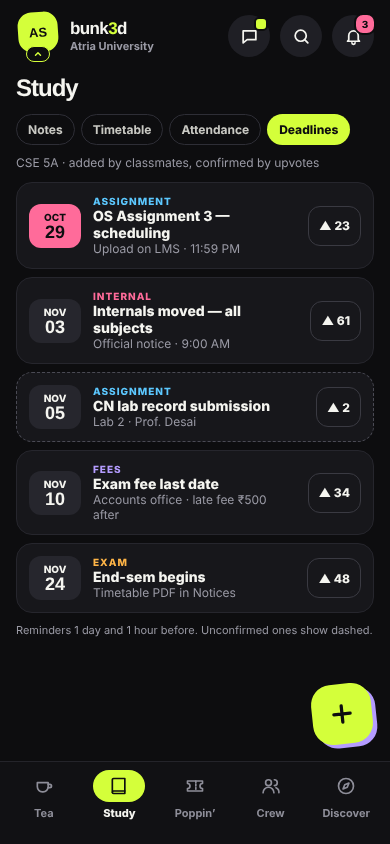 AS
bunk3d
Atria University
3
Study
Notes
Timetable
Attendance
Deadlines
CSE 5A · added by classmates, confirmed by upvotes
OCT
29
ASSIGNMENT
OS Assignment 3 —
scheduling
Upload on LMS · 11:59 PM
▲ 23
NOV
03
INTERNAL
Internals moved — all
subjects
Official notice · 9:00 AM
▲ 61
NOV
05
ASSIGNMENT
CN lab record submission
Lab 2 · Prof. Desai
▲ 2
NOV
10
FEES
Exam fee last date
Accounts office · late fee ₹500
after
▲ 34
NOV
24
EXAM
End-sem begins
Timetable PDF in Notices
▲ 48
Reminders 1 day and 1 hour before. Unconfirmed ones show dashed.
Tea
Study
Poppin’
Crew
Discover